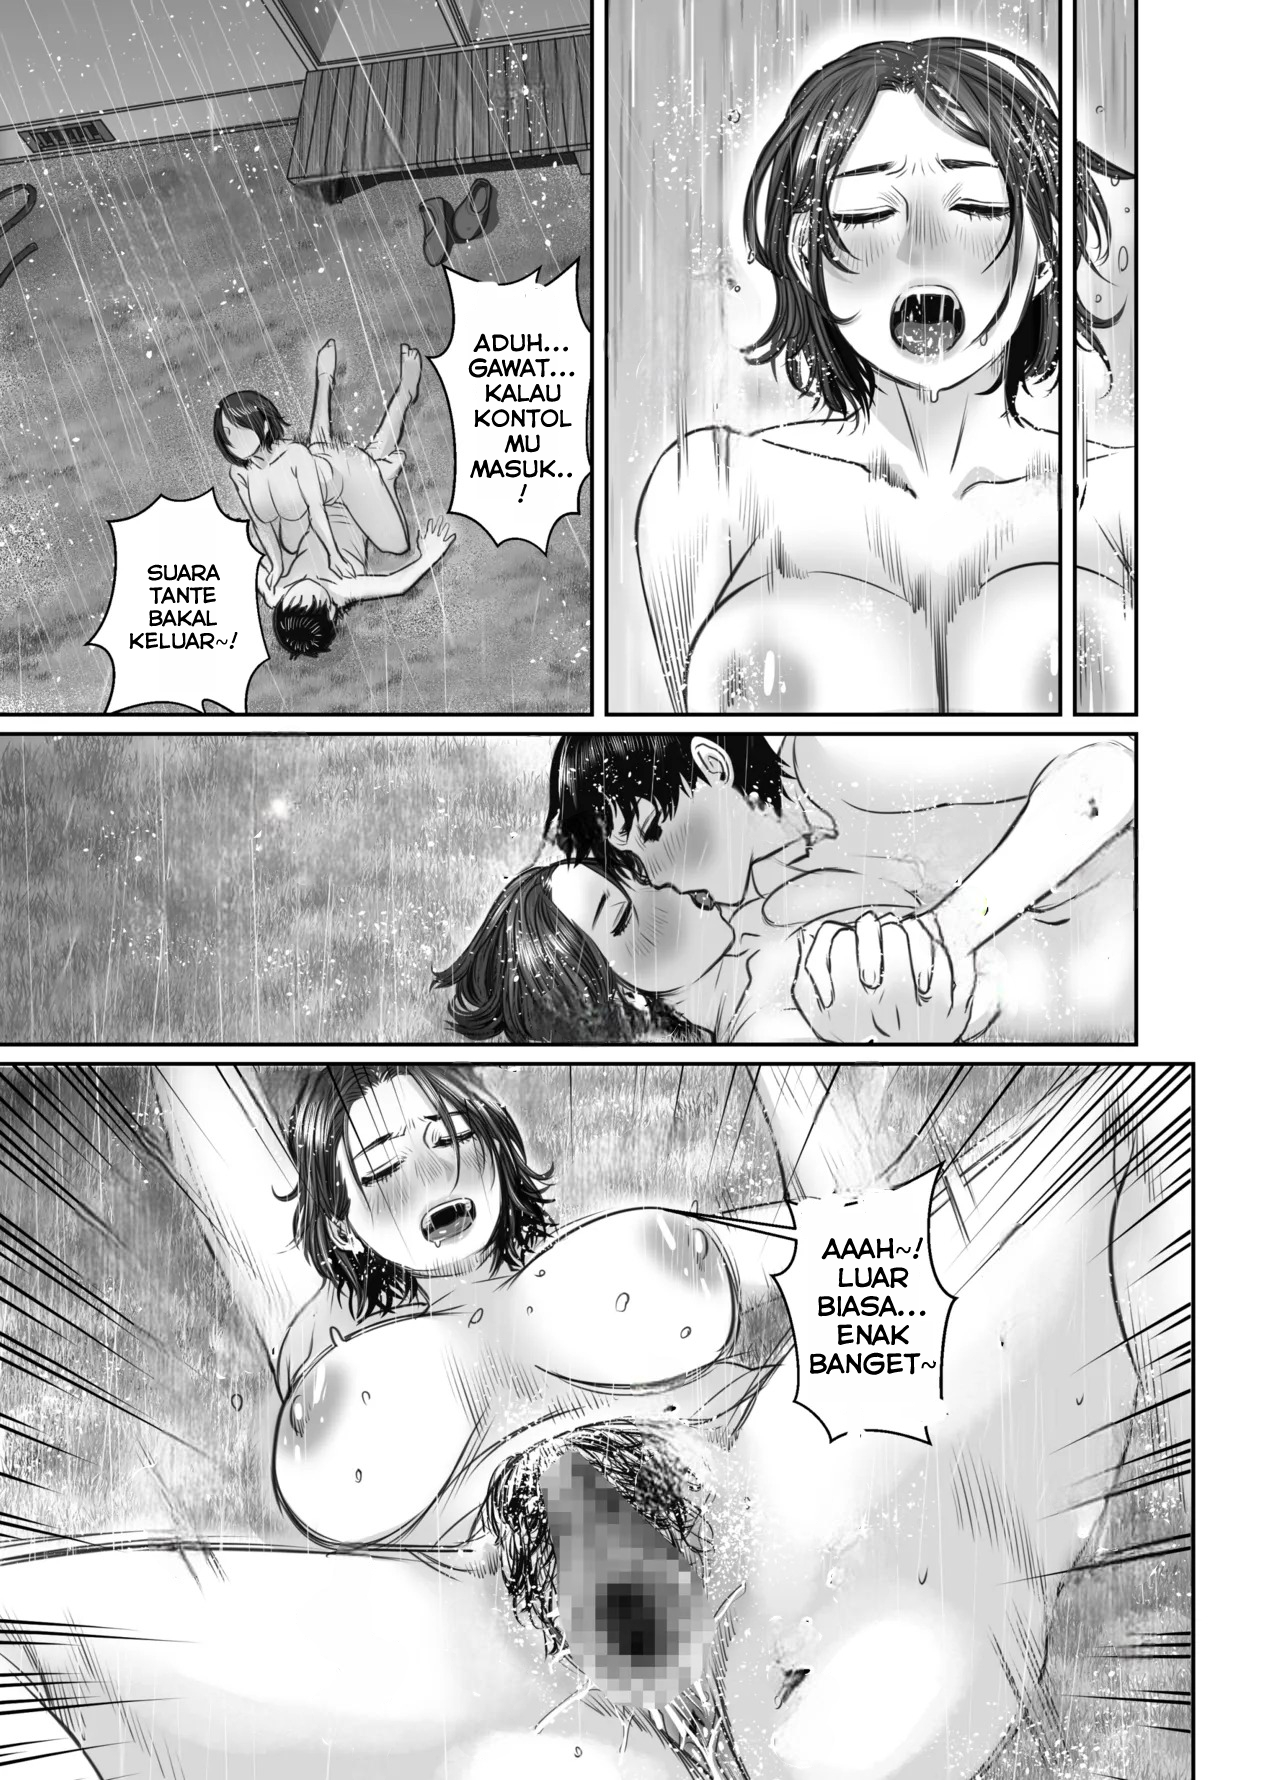 ADUH...
GAWAT...
KALAU
KONTOL
MU
MASUK..
!
SUARA
TANTE
BAKAL
KELUAR~!
AAAH~!
LUAR
BIASA...
ENAK
BANGET~